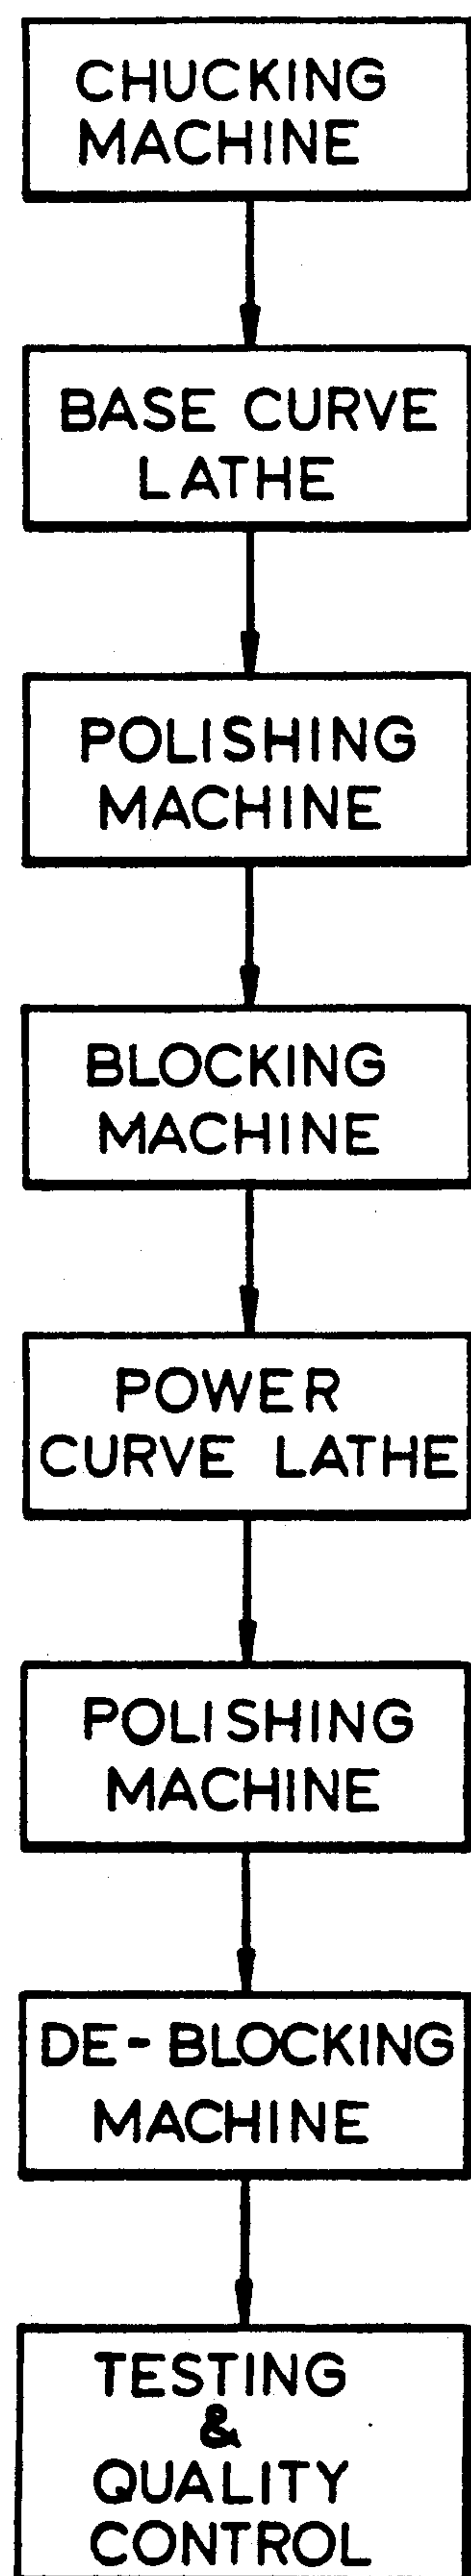 CHUCKING
MACHINE
BASE CURVE
LATHE
POLISHING
MACHINE
BLOCKING
MACHINE
POWER
CURVE LATHE
POLISHING
MACHINE
DE-BLOCKING
MACHINE
TESTING
&
QUALITY
CONTROL